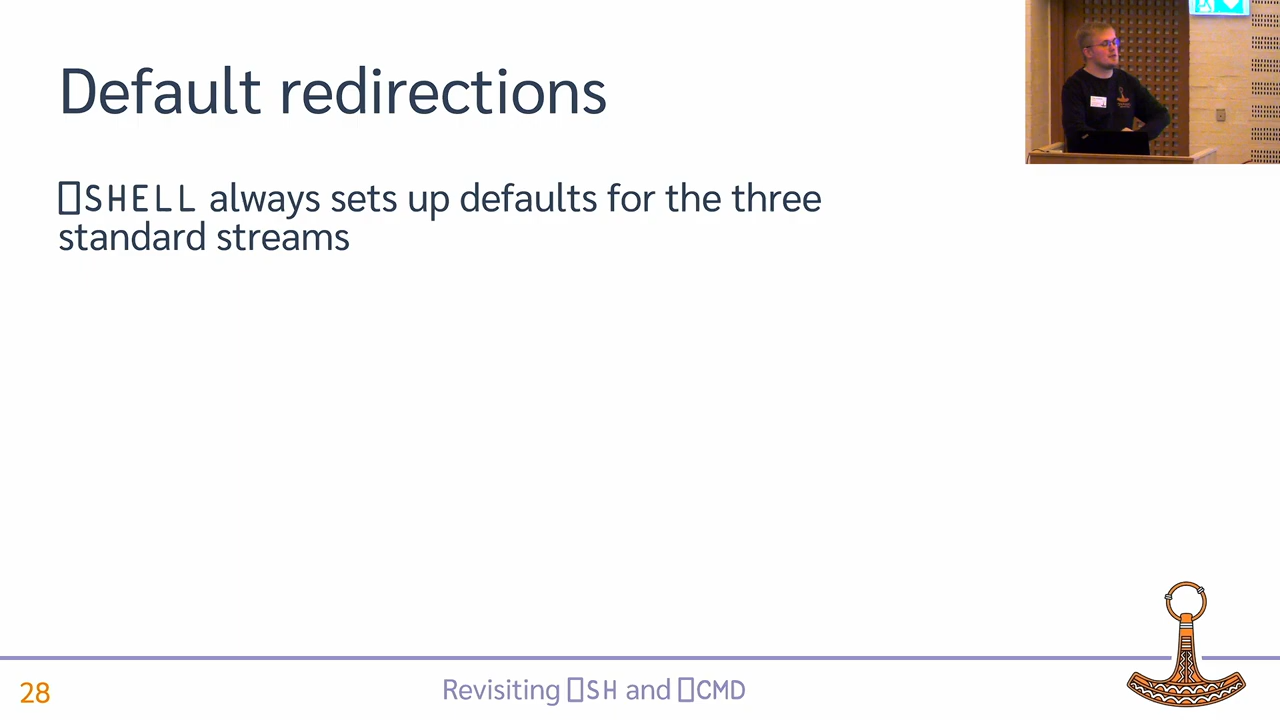 Default redirections
⎕SHELL always sets up defaults for the three
standard streams
28
Revisiting ⎕SH and ⎕CMD